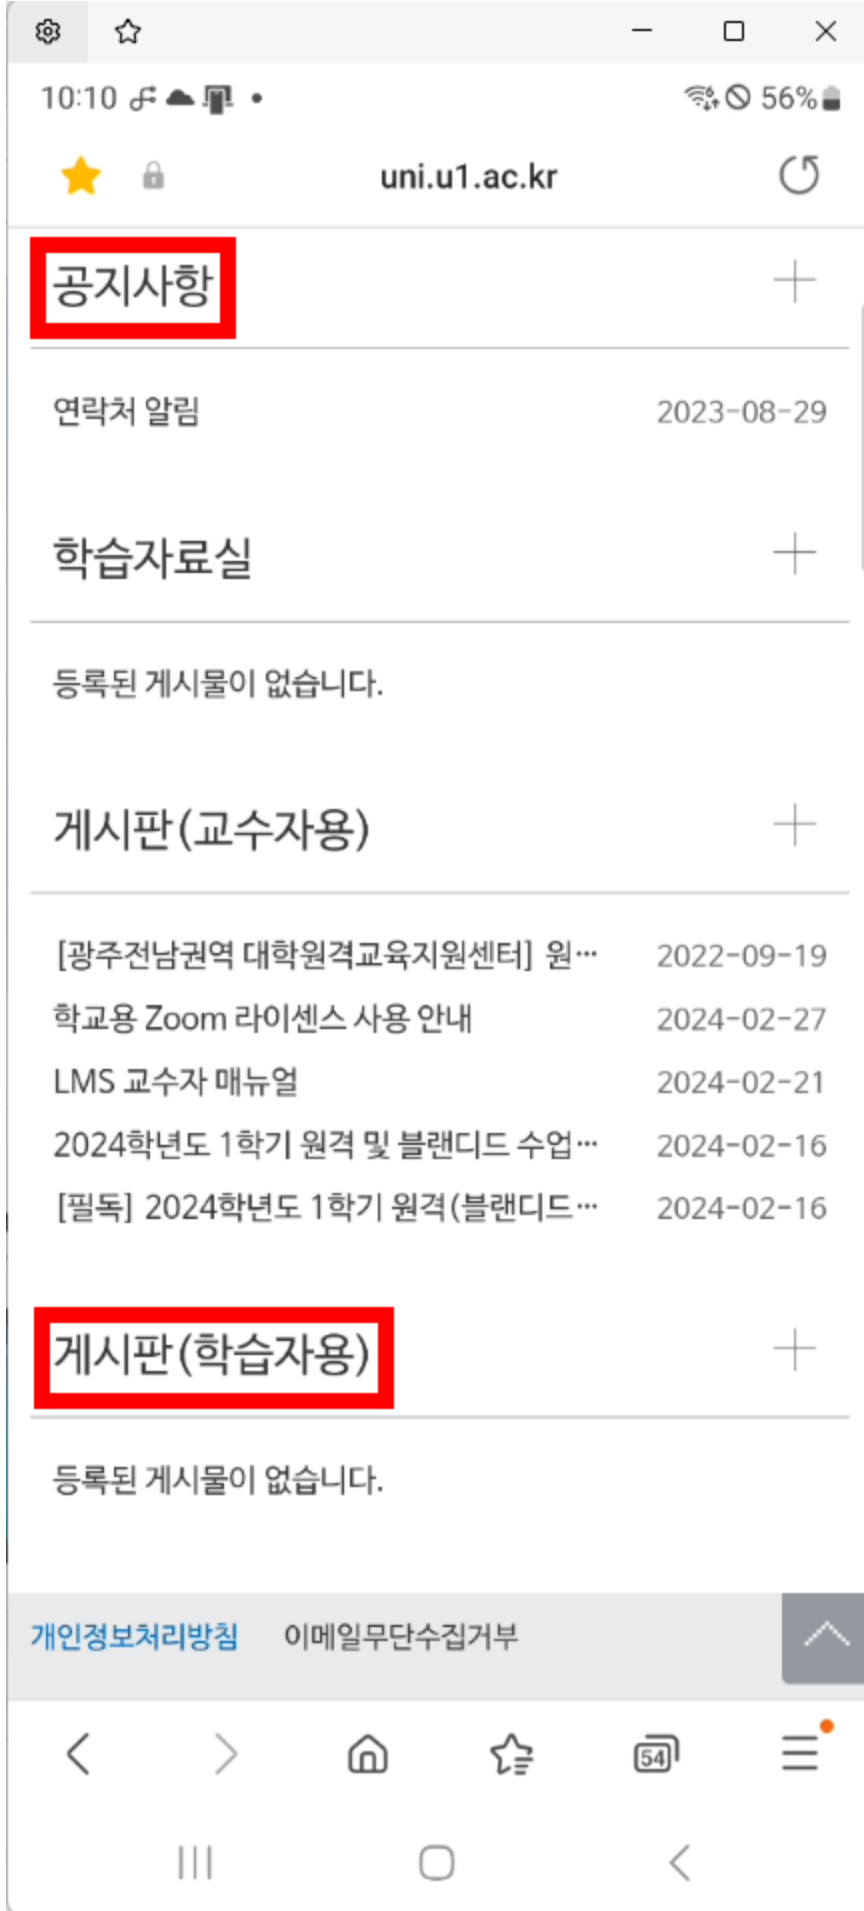 10:10
56%
uni.u1.ac.kr
공지사항
연락처 알림 2023-08-29
학습자료실
등록된 게시물이 없습니다.
게시판(교수자용)
[광주전남권역 대학원격교육지원센터] 원… 2022-09-19
학교용 Zoom 라이센스 사용 안내 2024-02-27
LMS 교수자 매뉴얼 2024-02-21
2024학년도 1학기 원격 및 블랜디드 수업… 2024-02-16
[필독] 2024학년도 1학기 원격(블랜디드… 2024-02-16
게시판(학습자용)
등록된 게시물이 없습니다.
개인정보처리방침 이메일무단수집거부
54